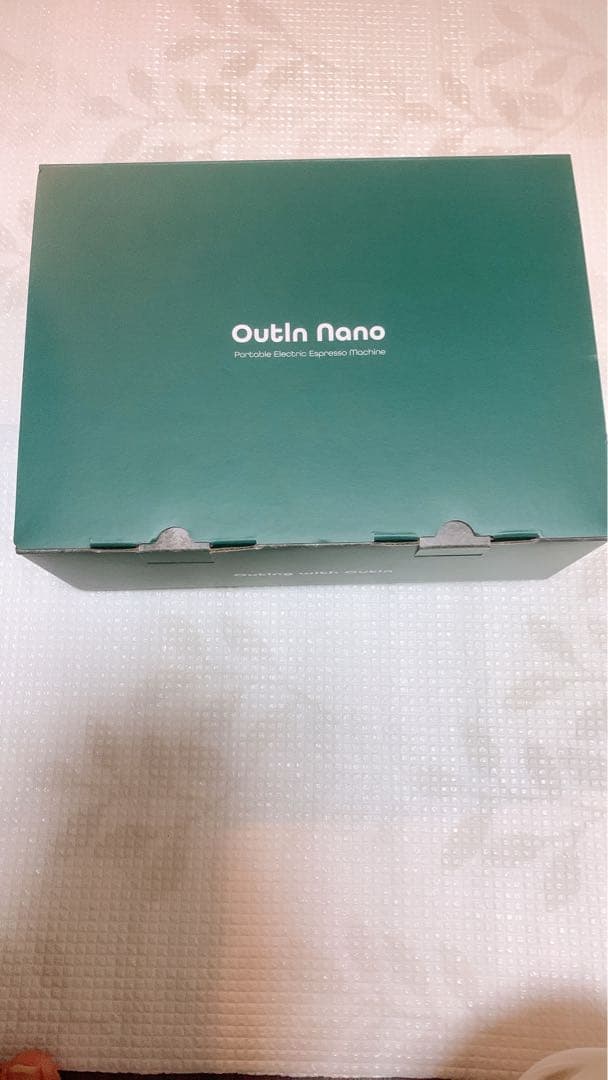 OutIn Nano
Portable Electric Espresso Machine
Outing with OutIn